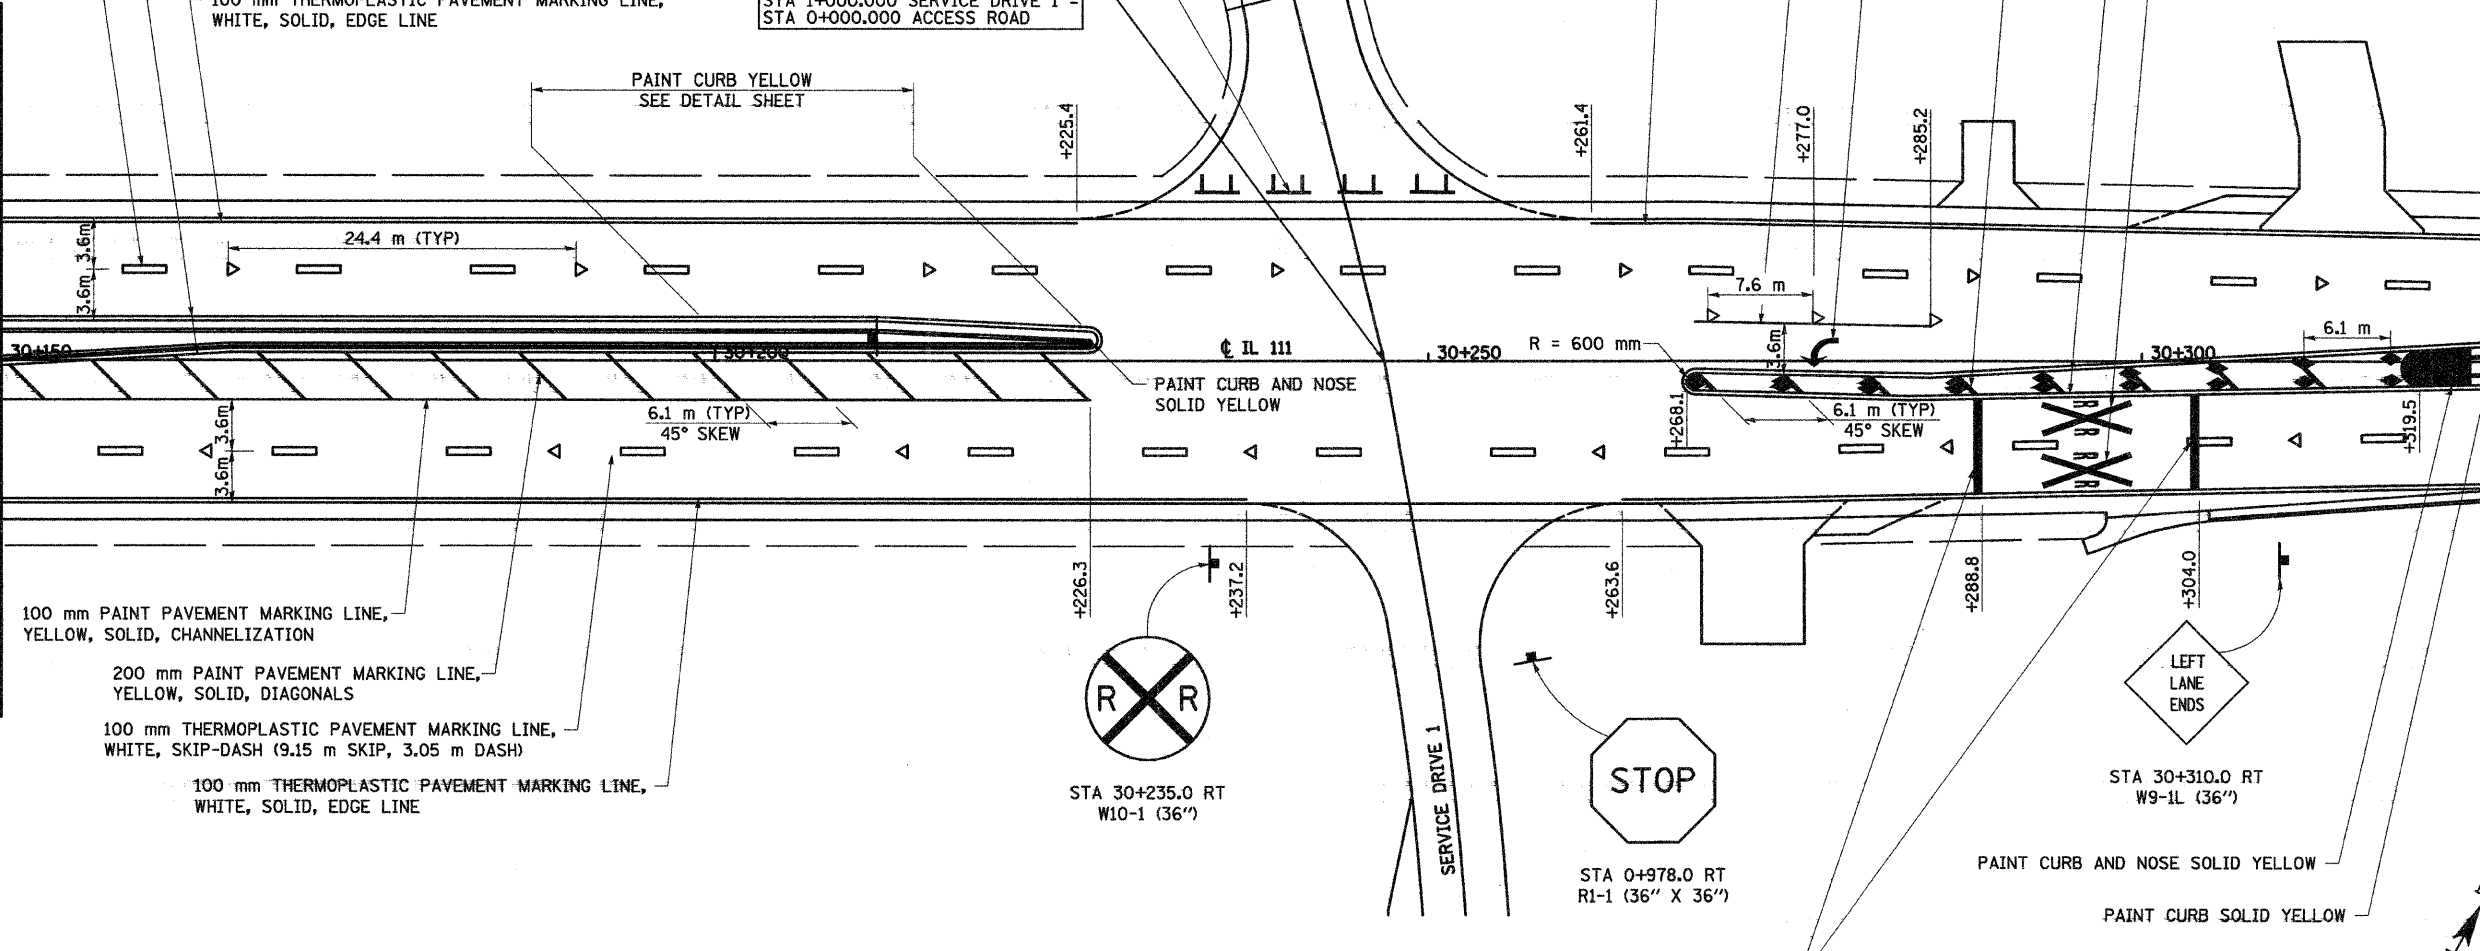 100 mm THERMOPLASTIC PAVEMENT MARKING LINE,
WHITE, SOLID, EDGE LINE
STA 1+000.000 SERVICE DRIVE 1 =
STA 0+000.000 ACCESS ROAD
PAINT CURB YELLOW
SEE DETAIL SHEET
+225.4
+261.4
+277.0
+285.2
3.6m
3.6m
24.4 m (TYP)
7.6 m
3.6m
6.1 m
30+150
30+200
℄ IL 111
30+250
R = 600 mm
30+300
PAINT CURB AND NOSE
SOLID YELLOW
6.1 m (TYP)
45° SKEW
3.6m
3.6m
+268.1
6.1 m (TYP)
45° SKEW
R
R
R
R
+319.5
+226.3
+237.2
+263.6
+288.8
+304.0
100 mm PAINT PAVEMENT MARKING LINE,
YELLOW, SOLID, CHANNELIZATION
200 mm PAINT PAVEMENT MARKING LINE,
YELLOW, SOLID, DIAGONALS
100 mm THERMOPLASTIC PAVEMENT MARKING LINE,
WHITE, SKIP-DASH (9.15 m SKIP, 3.05 m DASH)
100 mm THERMOPLASTIC PAVEMENT MARKING LINE,
WHITE, SOLID, EDGE LINE
R R
STA 30+235.0 RT
W10-1 (36")
SERVICE DRIVE 1
STOP
STA 0+978.0 RT
R1-1 (36" X 36")
LEFT
LANE
ENDS
STA 30+310.0 RT
W9-1L (36")
PAINT CURB AND NOSE SOLID YELLOW
PAINT CURB SOLID YELLOW